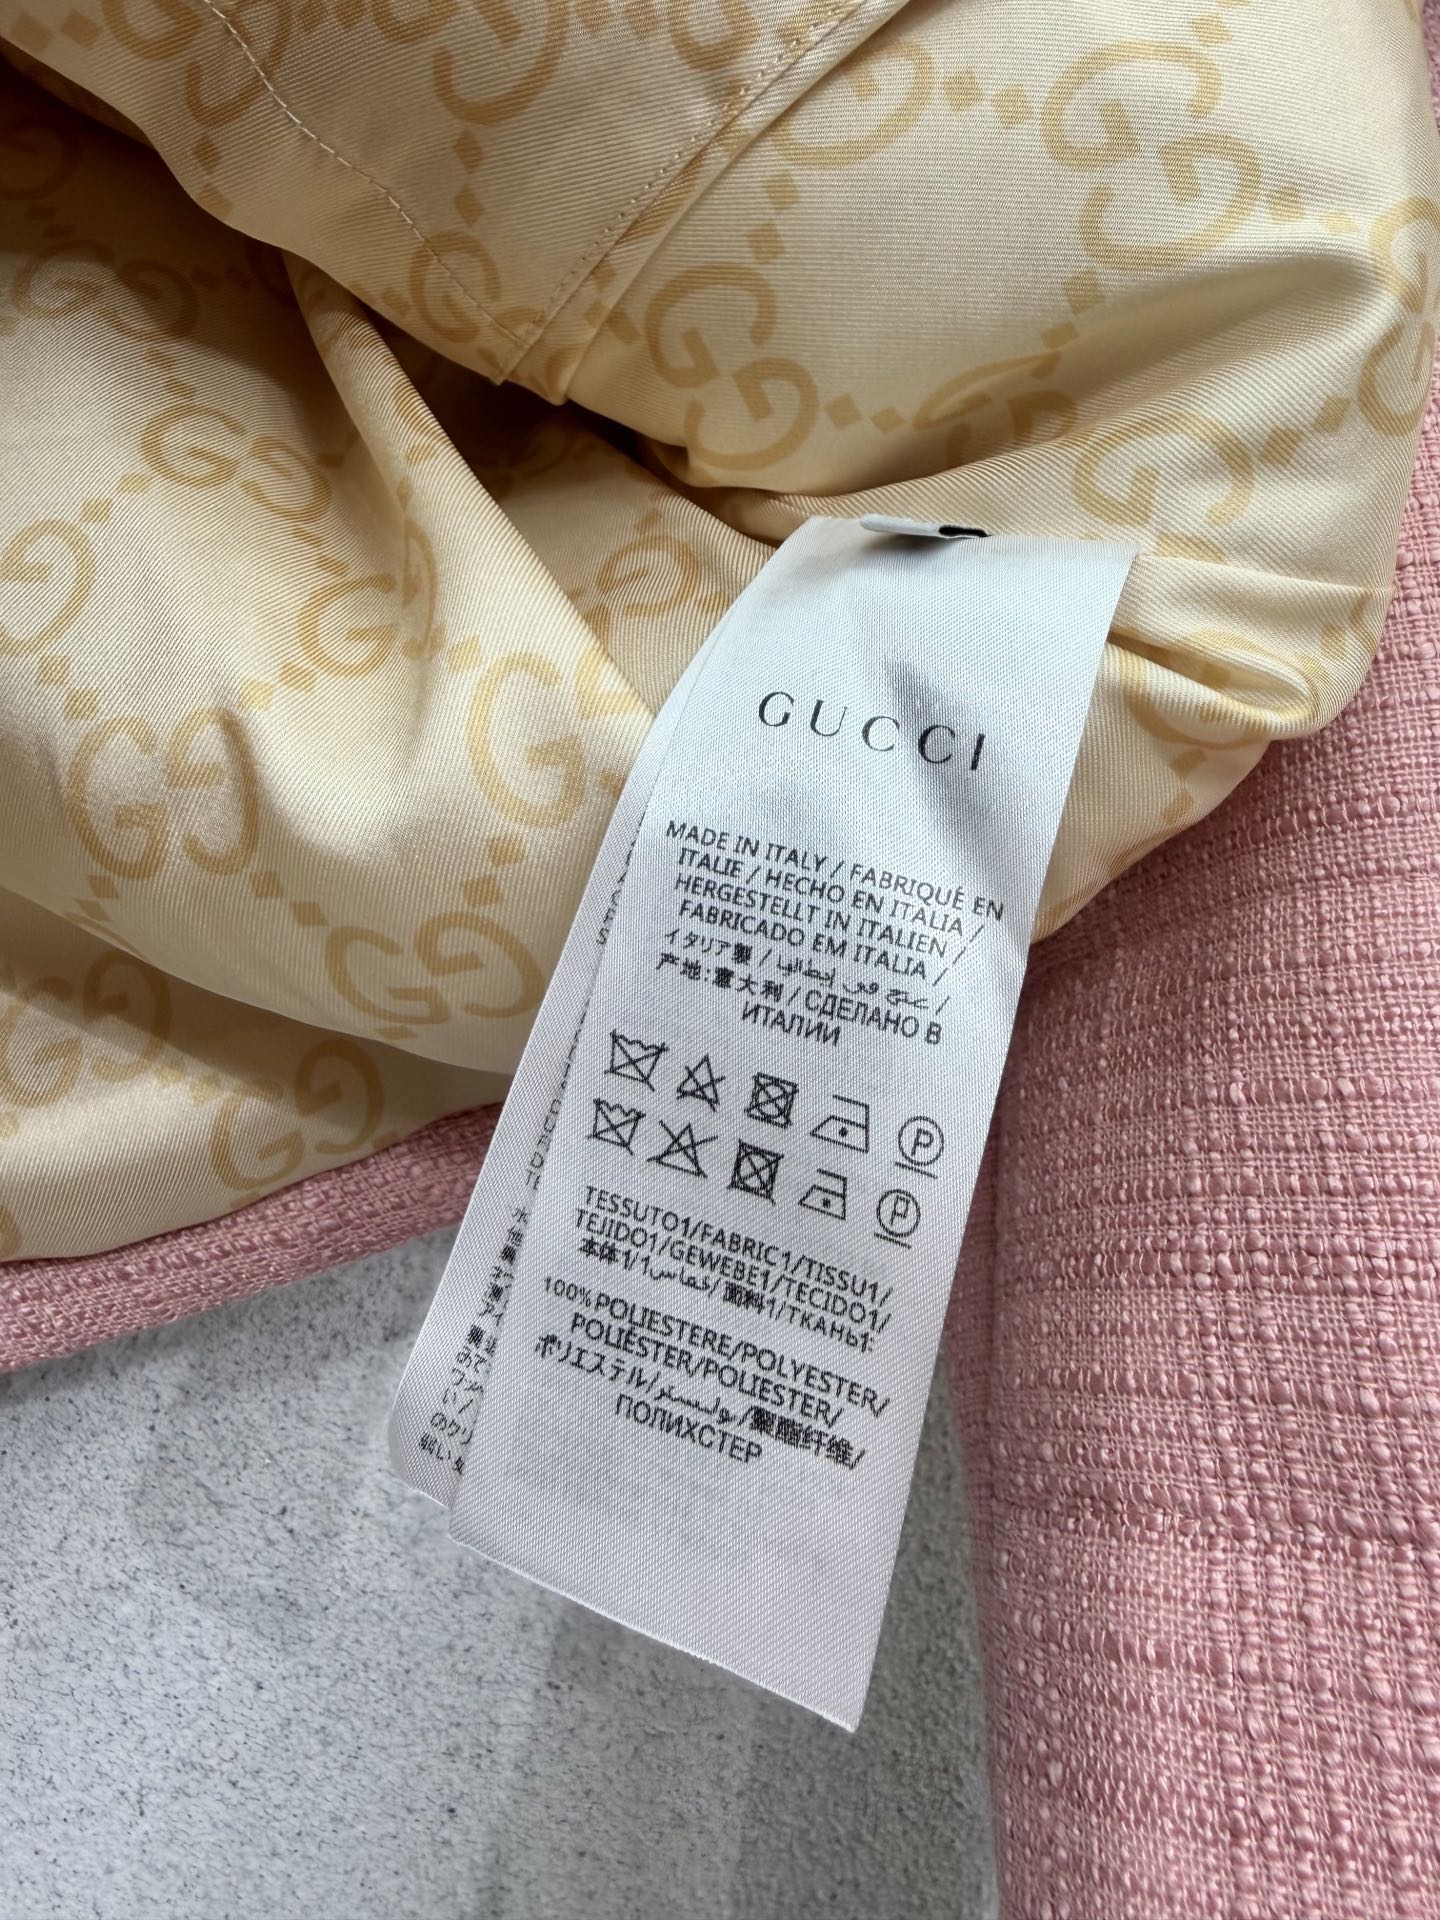 GUCCI
MADE IN ITALY / FABRIQUÉ EN
ITALIE / HECHO EN ITALIA /
HERGESTELLT IN ITALIEN /
FABRICADO EM ITALIA /
イタリア製 / صنع في إيطاليا /
产地:意大利 / СДЕЛАНО В
ИТАЛИИ
P
P
TESSUTO1/FABRIC1/TISSU1/
TEJIDO1/GEWEBE1/TECIDO1/
本体1/قماش1/面料1/ТКАНЬ1:
100% POLIESTERE/POLYESTER/
POLIÉSTER/POLIESTER/
ポリエステル/بوليستر/聚酯纤维/
ПОЛИХСТЕР